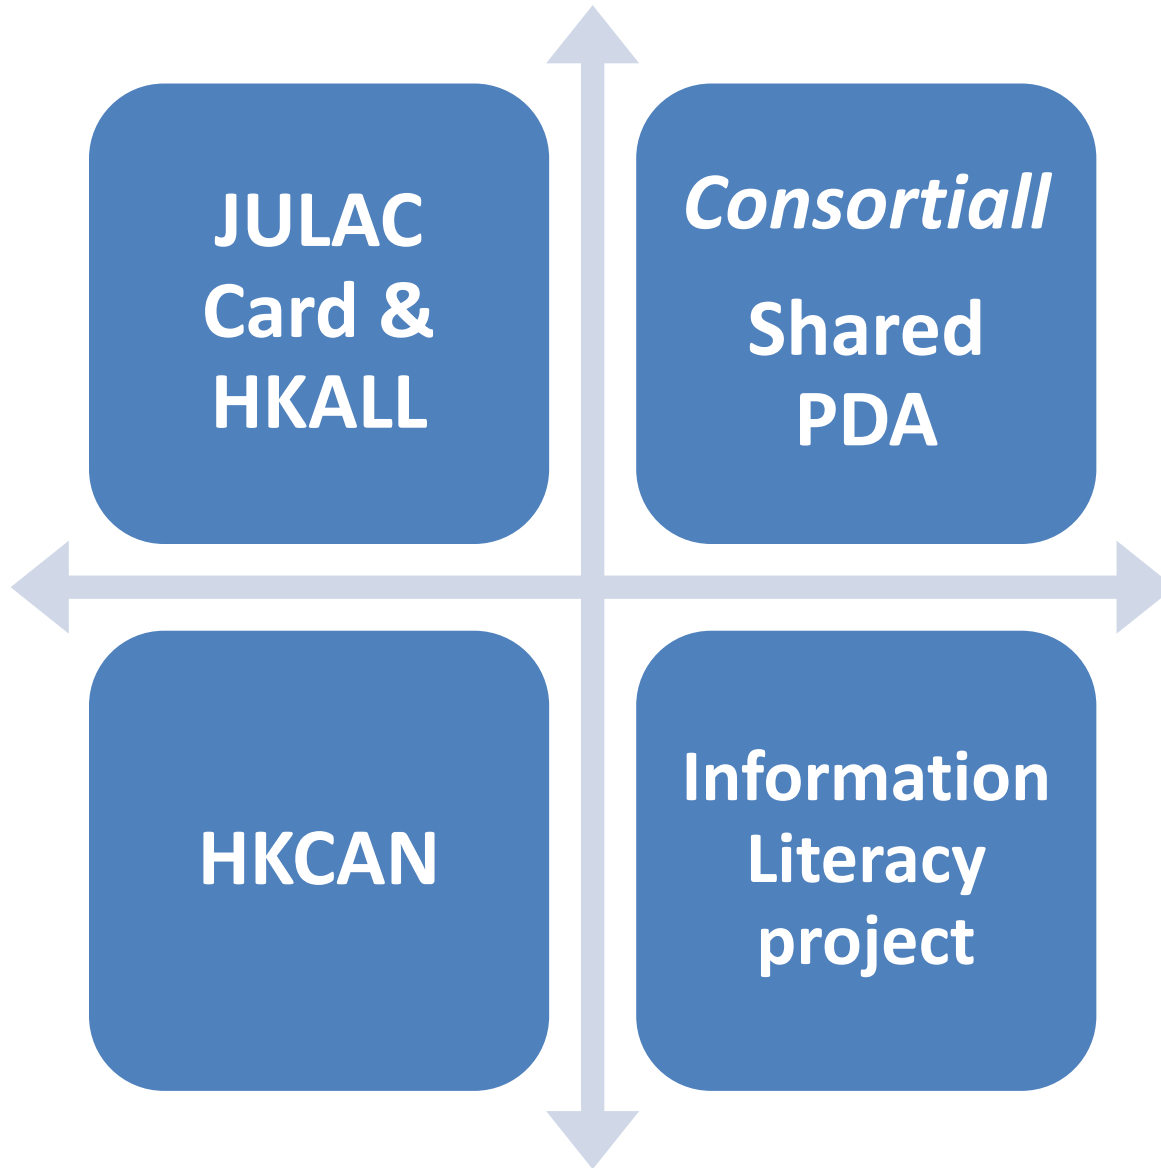 JULAC
Card &
HKALL
Consortiall
Shared
PDA
HKCAN
Information
Literacy
project